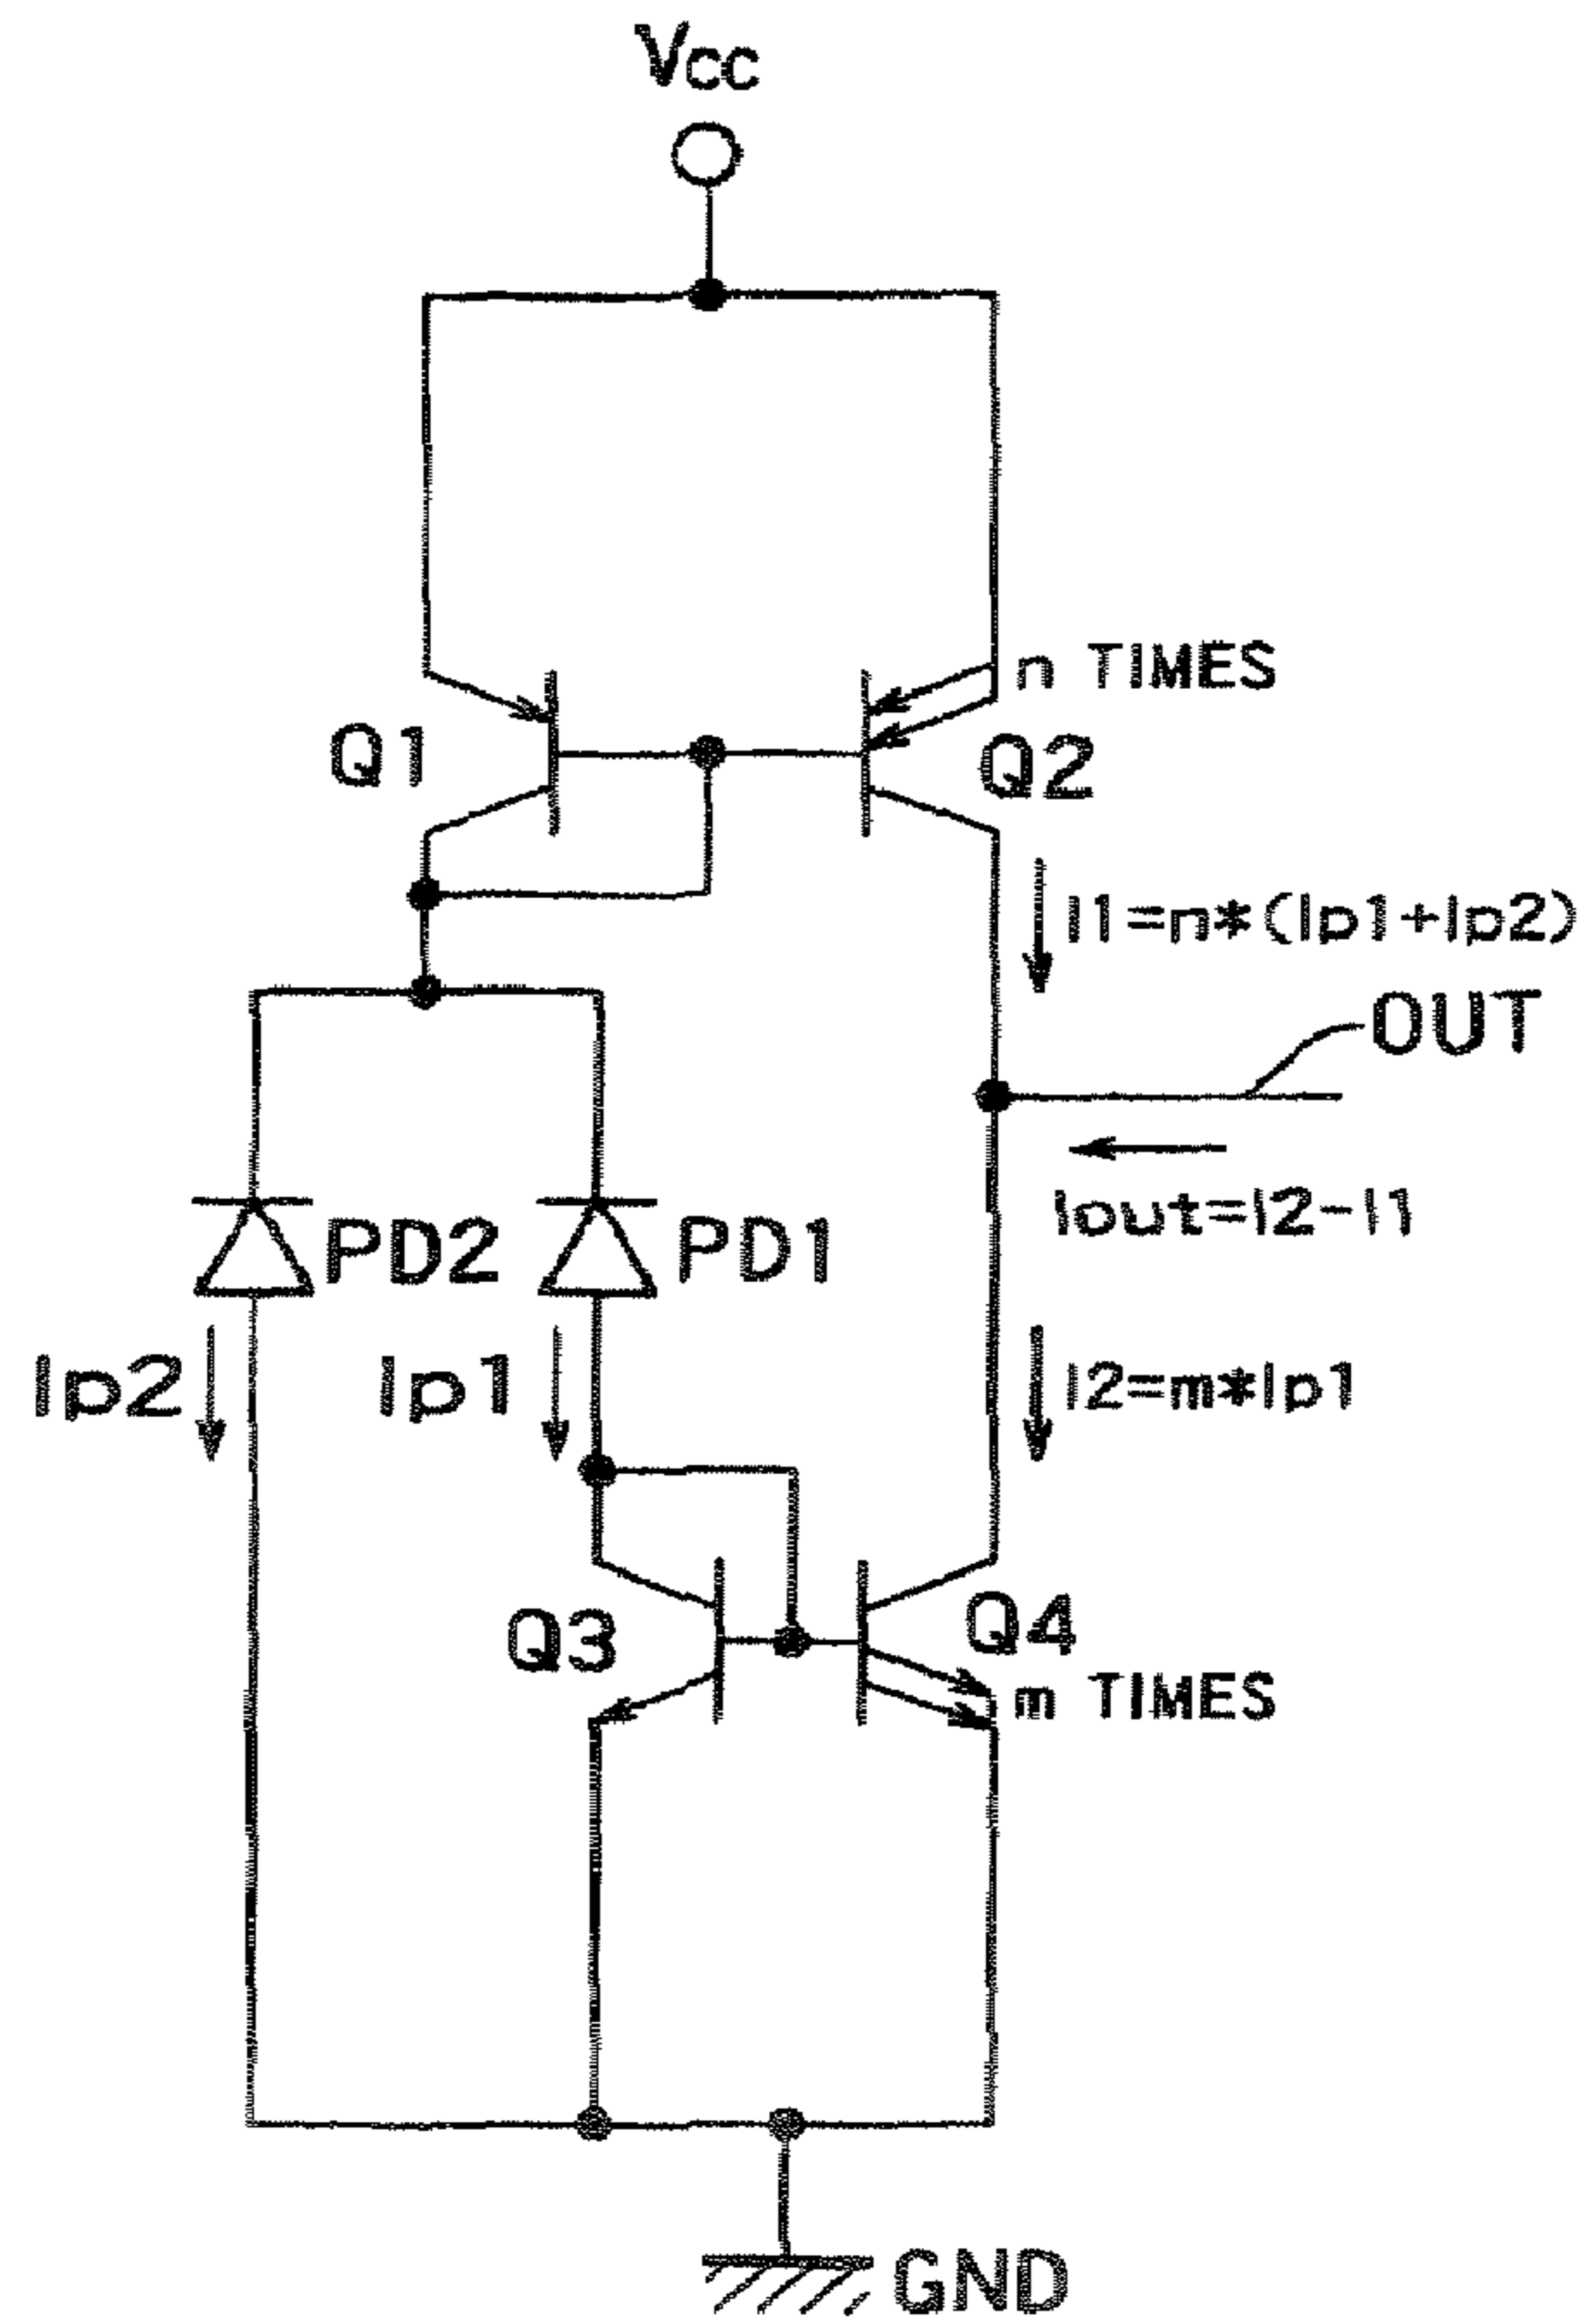 Vcc
n TIMES
Q1
Q2
I1=n*(Ip1+Ip2)
OUT
Iout=I2-I1
PD2
PD1
Ip2
Ip1
I2=m*Ip1
Q3
Q4
m TIMES
GND